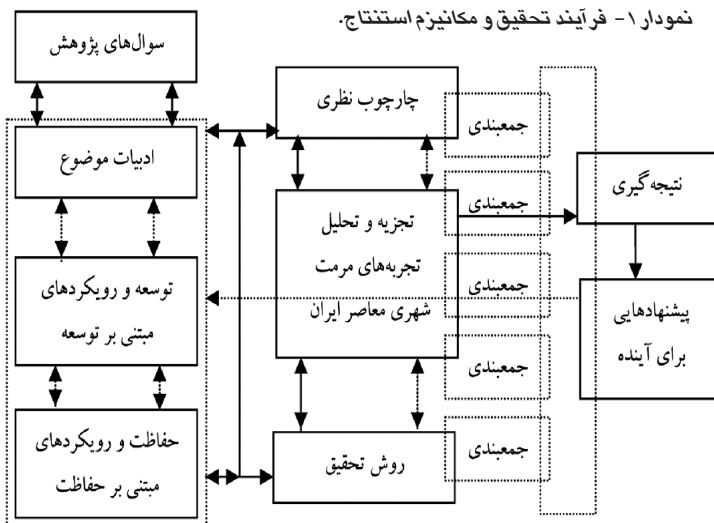 نمودار ۱- فرآیند تحقیق و مکانیزم استنتاج.
سوال‌های پژوهش
ادبیات موضوع
توسعه و رویکردهای
مبتنی بر توسعه
حفاظت و رویکردهای
مبتنی بر حفاظت
چارچوب نظری
تجزیه و تحلیل
تجربه‌های مرمت
شهری معاصر ایران
روش تحقیق
جمعبندی
جمعبندی
جمعبندی
جمعبندی
جمعبندی
نتیجه‌گیری
پیشنهادهایی
برای آینده